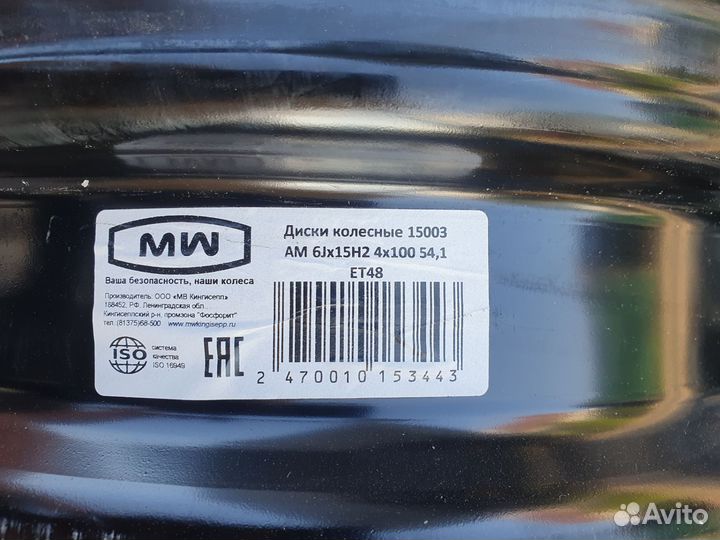 MW
Диски колесные 15003
АМ 6Jx15H2 4x100 54,1
ET48
Ваша безопасность, наши колеса
Производитель: ООО «МВ Кингисепп»
188452, РФ, Ленинградская обл.,
Кингисеппский р-н, промзона "Фосфорит"
тел. (81375)68-500 www.mwkingisepp.ru
ISO
система
качества
ISO 16949
EAC
2 470010 153443
Avito